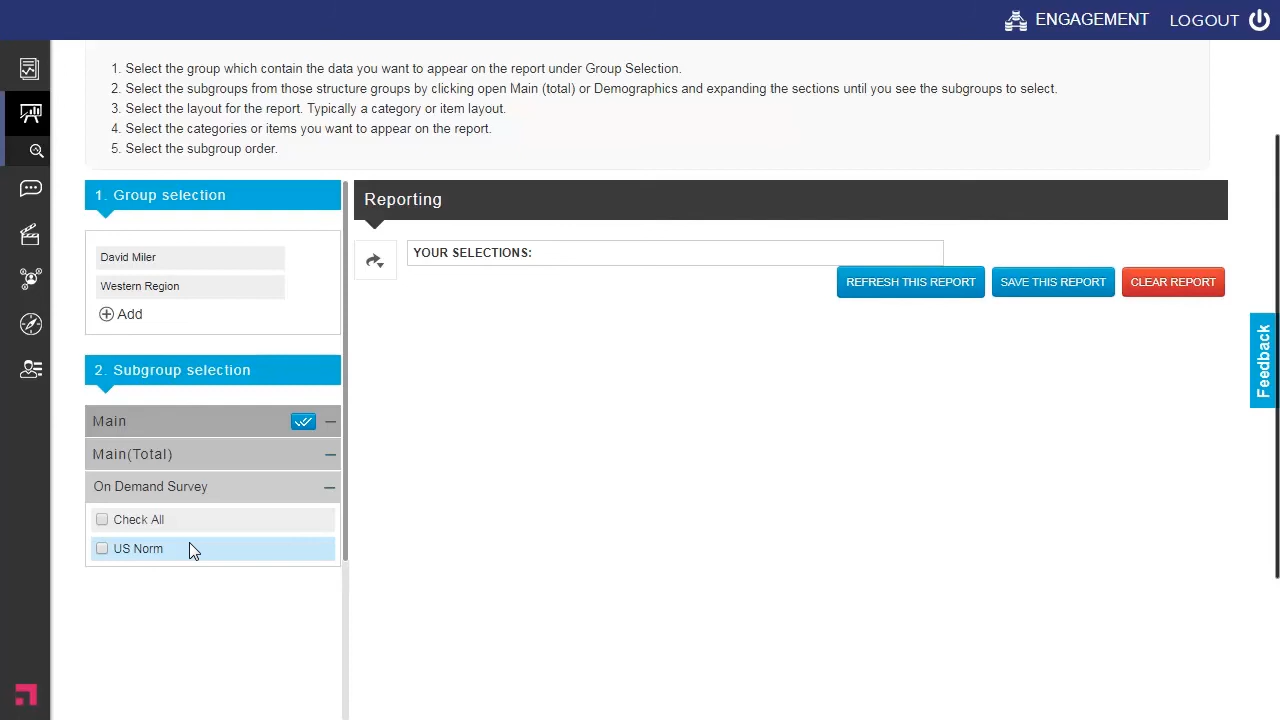 ENGAGEMENT LOGOUT
1. Select the group which contain the data you want to appear on the report under Group Selection.
2. Select the subgroups from those structure groups by clicking open Main (total) or Demographics and expanding the sections until you see the subgroups to select.
3. Select the layout for the report. Typically a category or item layout.
4. Select the categories or items you want to appear on the report.
5. Select the subgroup order.
1. Group selection
David Miler
Western Region
Add
2. Subgroup selection
Main
Main(Total)
On Demand Survey
Check All
US Norm
Reporting
YOUR SELECTIONS:
REFRESH THIS REPORT SAVE THIS REPORT CLEAR REPORT
Feedback